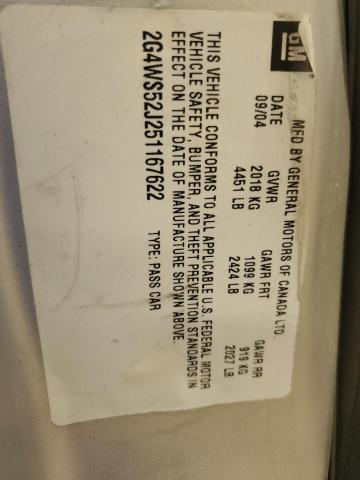 GM
MFD BY GENERAL MOTORS OF CANADA LTD.
DATE GVWR GAWR FRT GAWR RR
09/04 2018 KG 1099 KG 919 KG
4451 LB 2424 LB 2027 LB
THIS VEHICLE CONFORMS TO ALL APPLICABLE U.S. FEDERAL MOTOR
VEHICLE SAFETY, BUMPER, AND THEFT PREVENTION STANDARDS IN
EFFECT ON THE DATE OF MANUFACTURE SHOWN ABOVE.
2G4WS52J251167622 TYPE: PASS CAR